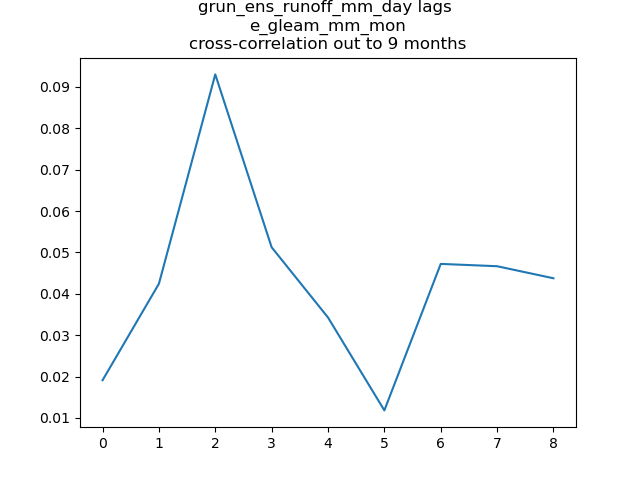 grun_ens_runoff_mm_day lags
e_gleam_mm_mon
cross-correlation out to 9 months
0.09
0.08
0.07
0.06
0.05
0.04
0.03
0.02
0.01
0 1 2 3 4 5 6 7 8